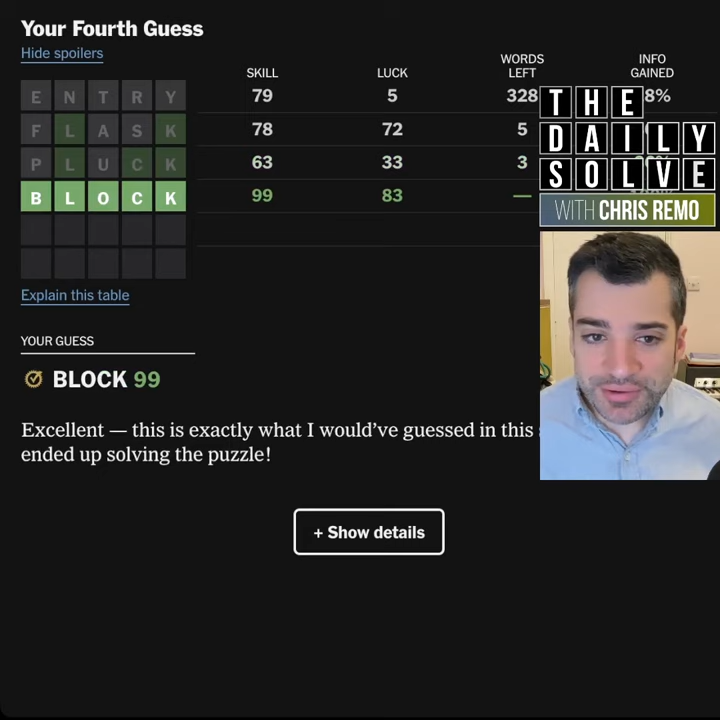 Your Fourth Guess
Hide spoilers
SKILL LUCK WORDS LEFT INFO GAINED
E N T R Y 79 5 328 8%
F L A S K 78 72 5
P L U C K 63 33 3
B L O C K 99 83 —
Explain this table
THE
DAILY
SOLVE
WITH CHRIS REMO
YOUR GUESS
BLOCK 99
Excellent — this is exactly what I would've guessed in this
ended up solving the puzzle!
+ Show details